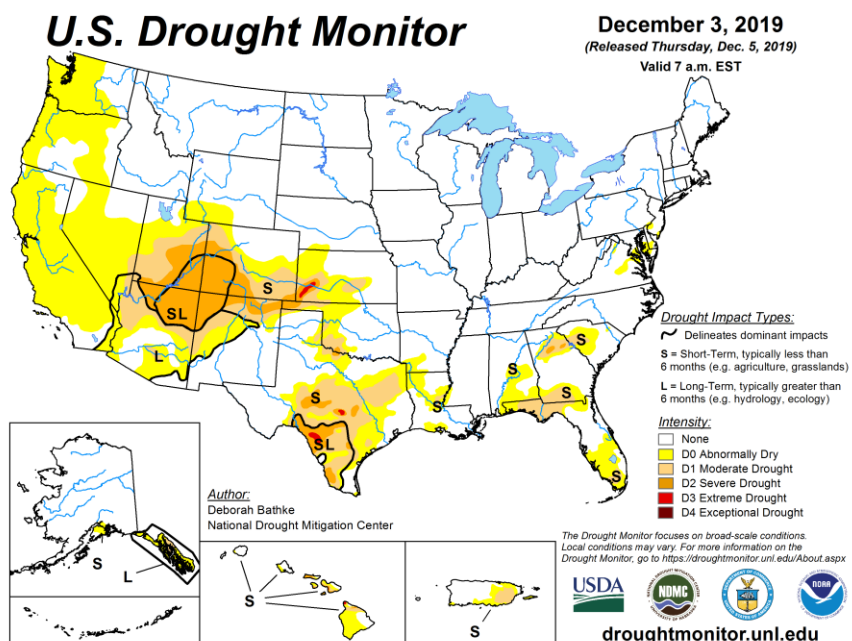 U.S. Drought Monitor
December 3, 2019
(Released Thursday, Dec. 5, 2019)
Valid 7 a.m. EST
S
SL
L
S
SL
S
S
S
S
S
Drought Impact Types:
Delineates dominant impacts
S = Short-Term, typically less than
6 months (e.g. agriculture, grasslands)
L = Long-Term, typically greater than
6 months (e.g. hydrology, ecology)
Intensity:
None
D0 Abnormally Dry
D1 Moderate Drought
D2 Severe Drought
D3 Extreme Drought
D4 Exceptional Drought
S
L
Author:
Deborah Bathke
National Drought Mitigation Center
S
S
The Drought Monitor focuses on broad-scale conditions.
Local conditions may vary. For more information on the
Drought Monitor, go to https://droughtmonitor.unl.edu/About.aspx
USDA
NDMC
NOAA
droughtmonitor.unl.edu